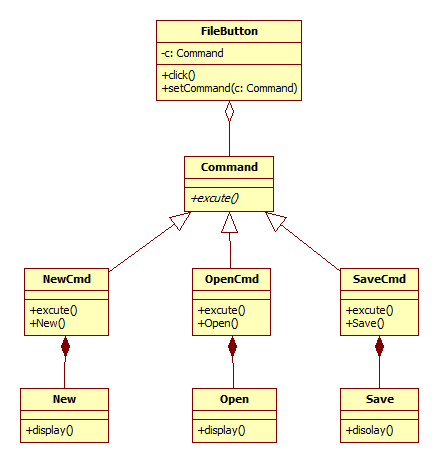 FileButton
-c: Command
+click()
+setCommand(c: Command)
Command
+excute()
NewCmd
+excute()
+New()
OpenCmd
+excute()
+Open()
SaveCmd
+excute()
+Save()
New
+display()
Open
+display()
Save
+disolay()